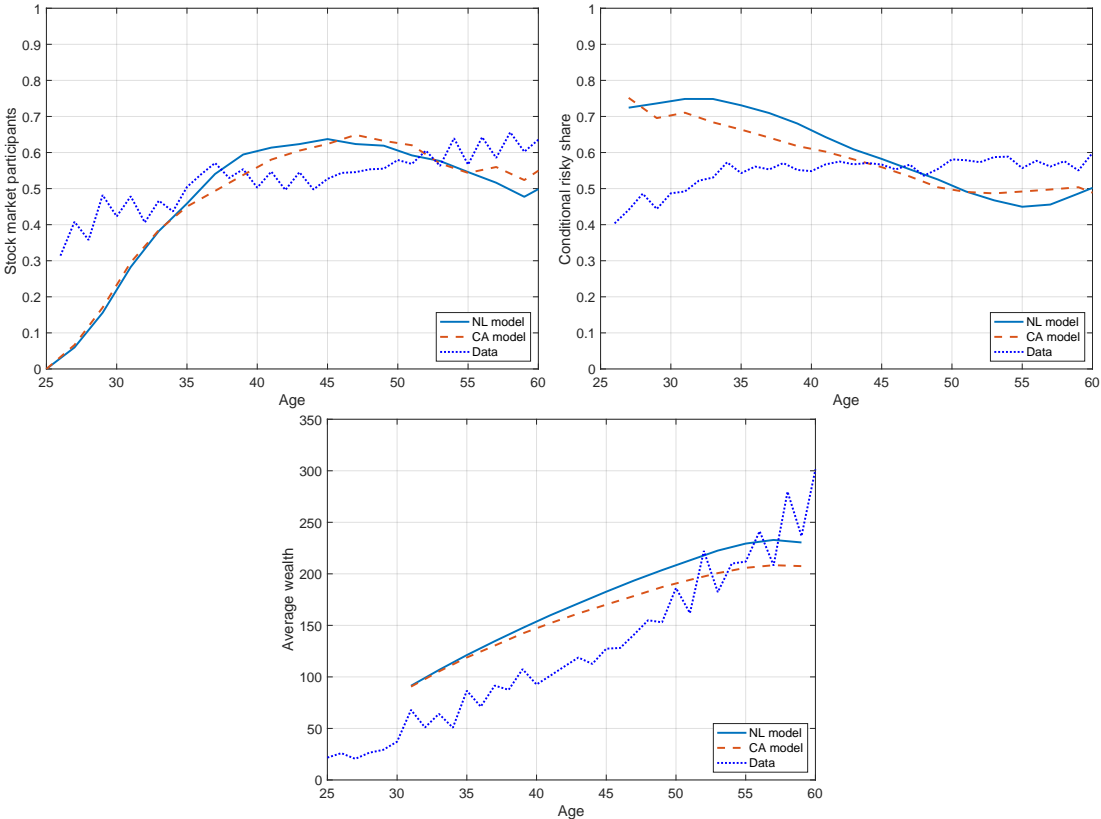 Stock market participants
1
0.9
0.8
0.7
0.6
0.5
0.4
0.3
0.2
0.1
0
25 30 35 40 45 50 55 60
Age
NL model
CA model
Data
Conditional risky share
1
0.9
0.8
0.7
0.6
0.5
0.4
0.3
0.2
0.1
0
25 30 35 40 45 50 55 60
Age
NL model
CA model
Data
Average wealth
350
300
250
200
150
100
50
0
25 30 35 40 45 50 55 60
Age
NL model
CA model
Data